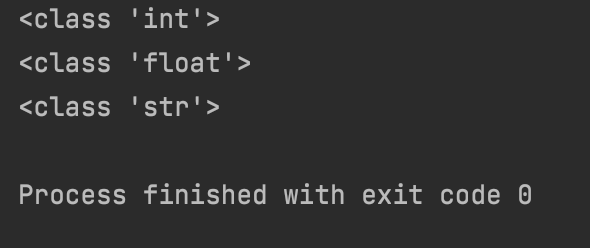 <class 'int'>
<class 'float'>
<class 'str'>
Process finished with exit code 0